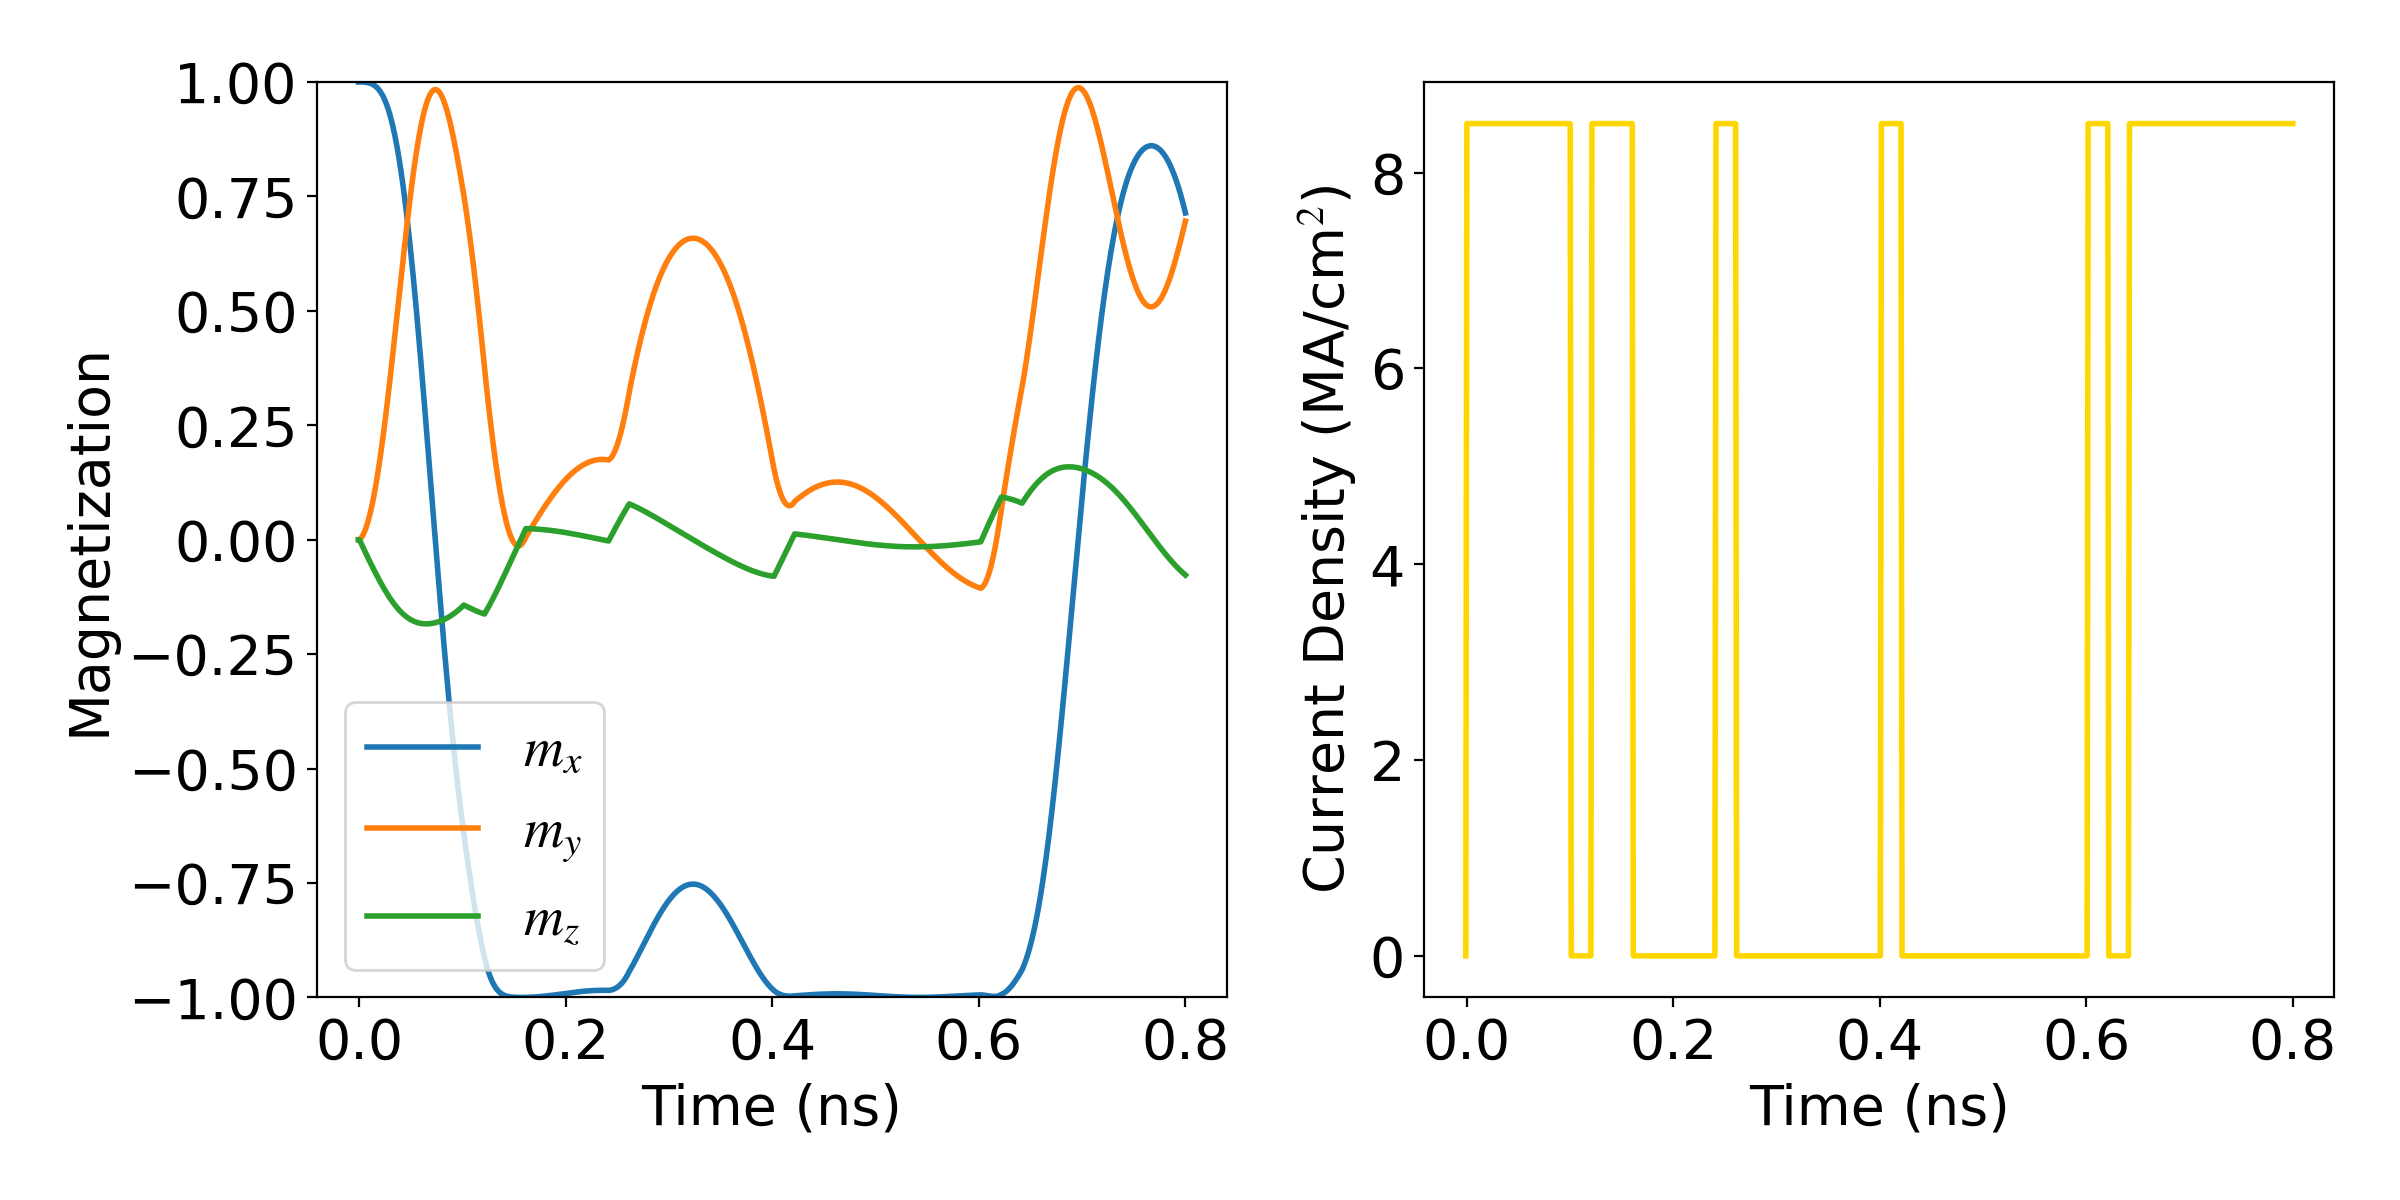 Magnetization
1.00
0.75
0.50
0.25
0.00
−0.25
−0.50
−0.75
−1.00
m_x
m_y
m_z
0.0 0.2 0.4 0.6 0.8
Time (ns)
Current Density (MA/cm²)
8
6
4
2
0
0.0 0.2 0.4 0.6 0.8
Time (ns)